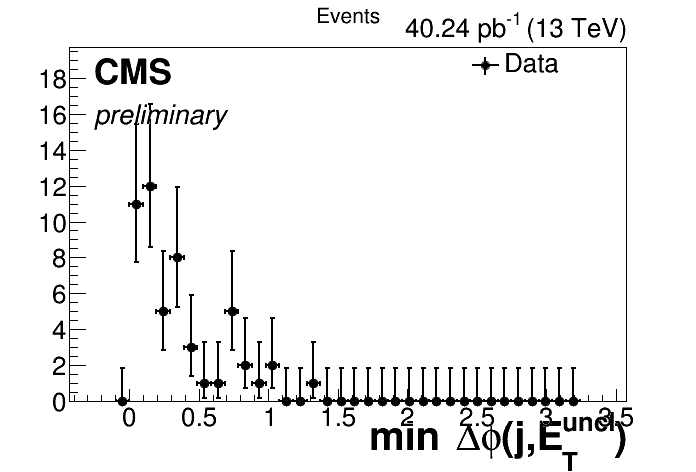 Events
40.24 pb-1 (13 TeV)
CMS
preliminary
Data
18
16
14
12
10
8
6
4
2
0
0 0.5 1 1.5 2 2.5 3 3.5
min Δϕ(j,E_T^uncl)